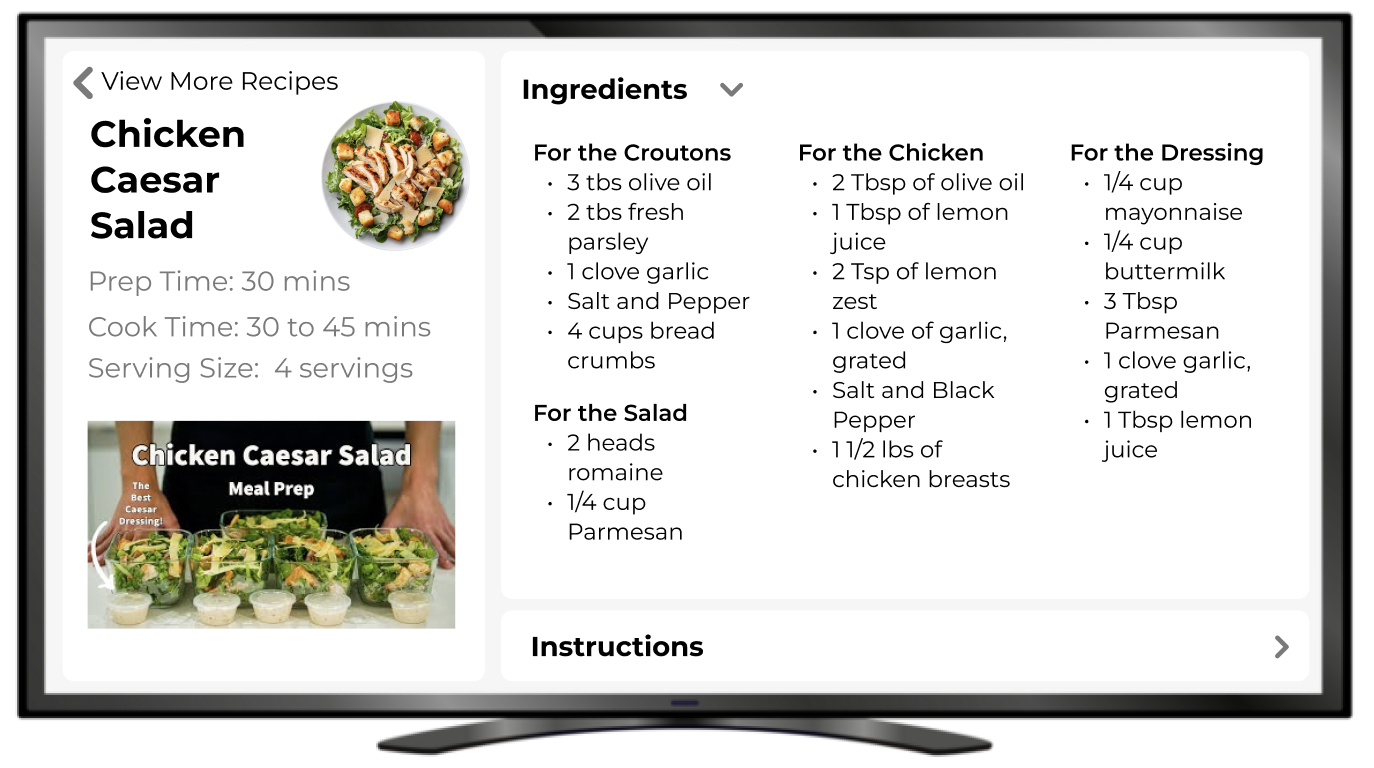 View More Recipes
Chicken
Caesar
Salad
Prep Time: 30 mins
Cook Time: 30 to 45 mins
Serving Size: 4 servings
Chicken Caesar Salad
Meal Prep
The
Best
Caesar
Dressing!
Ingredients
For the Croutons
• 3 tbs olive oil
• 2 tbs fresh
parsley
• 1 clove garlic
• Salt and Pepper
• 4 cups bread
crumbs
For the Salad
• 2 heads
romaine
• 1/4 cup
Parmesan
For the Chicken
• 2 Tbsp of olive oil
• 1 Tbsp of lemon
juice
• 2 Tsp of lemon
zest
• 1 clove of garlic,
grated
• Salt and Black
Pepper
• 1 1/2 lbs of
chicken breasts
For the Dressing
• 1/4 cup
mayonnaise
• 1/4 cup
buttermilk
• 3 Tbsp
Parmesan
• 1 clove garlic,
grated
• 1 Tbsp lemon
juice
Instructions